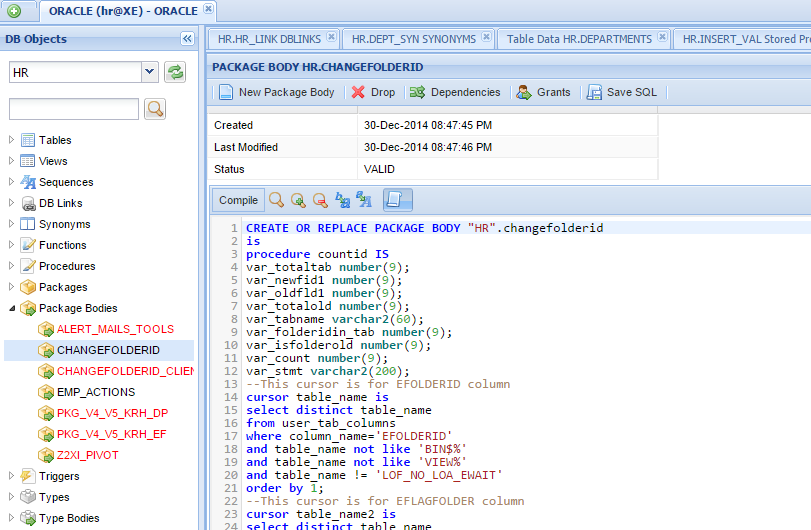 ORACLE (hr@XE) - ORACLE
DB Objects
HR
Tables
Views
Sequences
DB Links
Synonyms
Functions
Procedures
Packages
Package Bodies
ALERT_MAILS_TOOLS
CHANGEFOLDERID
CHANGEFOLDERID_CLIEN
EMP_ACTIONS
PKG_V4_V5_KRH_DP
PKG_V4_V5_KRH_EF
Z2XI_PIVOT
Triggers
Types
Type Bodies
HR.HR_LINK DBLINKS
HR.DEPT_SYN SYNONYMS
Table Data HR.DEPARTMENTS
HR.INSERT_VAL Stored Pr
PACKAGE BODY HR.CHANGEFOLDERID
New Package Body Drop Dependencies Grants Save SQL
Created 30-Dec-2014 08:47:45 PM
Last Modified 30-Dec-2014 08:47:46 PM
Status VALID
Compile
1 CREATE OR REPLACE PACKAGE BODY "HR".changefolderid
2 is
3 procedure countid IS
4 var_totaltab number(9);
5 var_newfid1 number(9);
6 var_oldfld1 number(9);
7 var_totalold number(9);
8 var_tabname varchar2(60);
9 var_folderidin_tab number(9);
10 var_isfolderold number(9);
11 var_count number(9);
12 var_stmt varchar2(200);
13 --This cursor is for EFOLDERID column
14 cursor table_name is
15 select distinct table_name
16 from user_tab_columns
17 where column_name='EFOLDERID'
18 and table_name not like 'BIN$%'
19 and table_name not like 'VIEW%'
20 and table_name != 'LOF_NO_LOA_EWAIT'
21 order by 1;
22 --This cursor is for EFLAGFOLDER column
23 cursor table_name2 is
24 select distinct table_name